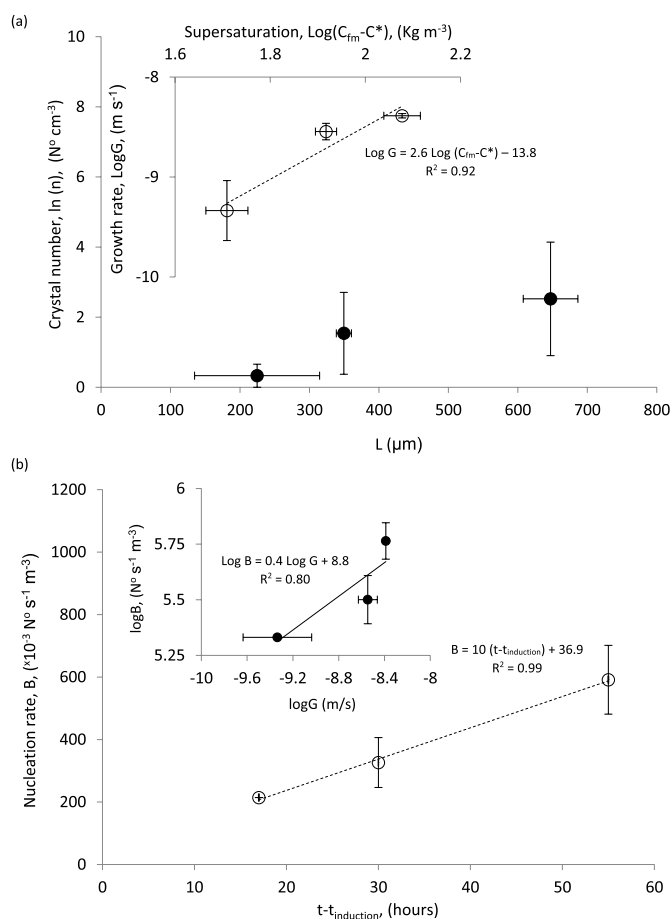 (a)
Supersaturation, Log(Cfm-C*), (Kg m-3)
1.6 1.8 2 2.2
Crystal number, ln (n), (No cm-3)
10
8
6
4
2
0
Growth rate, LogG, (m s-1)
-8
-9
-10
Log G = 2.6 Log (Cfm-C*) – 13.8
R2 = 0.92
0 100 200 300 400 500 600 700 800
L (µm)
(b)
Nucleation rate, B, (×10-3 No s-1 m-3)
1200
1000
800
600
400
200
0
logB, (No s-1 m-3)
6
5.75
5.5
5.25
Log B = 0.4 Log G + 8.8
R2 = 0.80
-10 -9.6 -9.2 -8.8 -8.4 -8
logG (m/s)
B = 10 (t-tinduction) + 36.9
R2 = 0.99
0 10 20 30 40 50 60
t-tinduction, (hours)